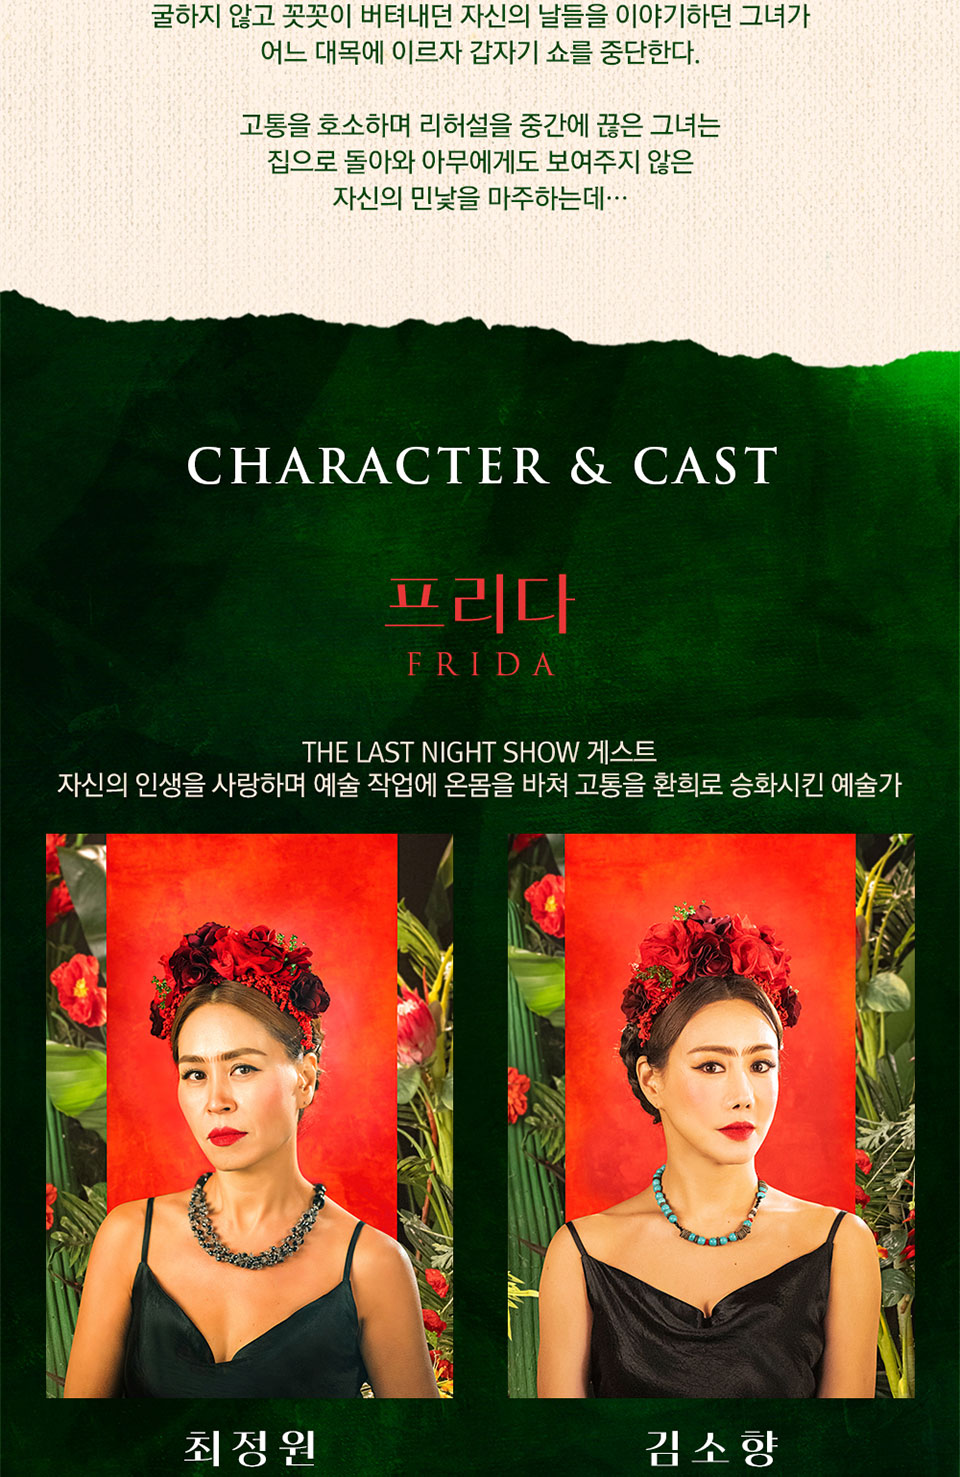 굴하지 않고 꼿꼿이 버텨내던 자신의 날들을 이야기하던 그녀가
어느 대목에 이르자 갑자기 쇼를 중단한다.
고통을 호소하며 리허설을 중간에 끊은 그녀는
집으로 돌아와 아무에게도 보여주지 않은
자신의 민낯을 마주하는데…
CHARACTER & CAST
프리다
FRIDA
THE LAST NIGHT SHOW 게스트
자신의 인생을 사랑하며 예술 작업에 온몸을 바쳐 고통을 환희로 승화시킨 예술가
최정원
김소향